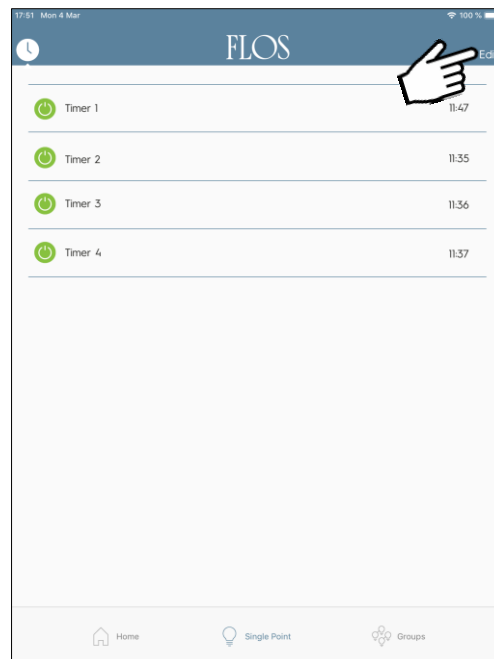 17:51 Mon 4 Mar 100 %
FLOS
Edi
Timer 1 11:47
Timer 2 11:35
Timer 3 11:36
Timer 4 11:37
Home Single Point Groups